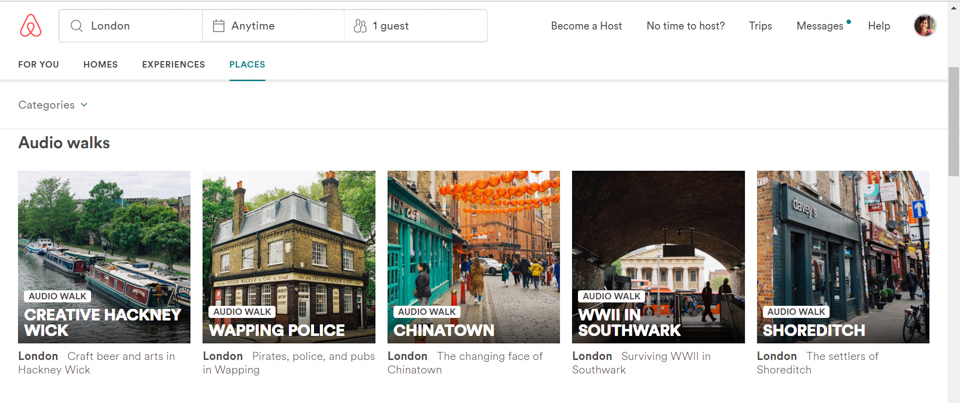 London
Anytime
1 guest
Become a Host
No time to host?
Trips
Messages
Help
FOR YOU
HOMES
EXPERIENCES
PLACES
Categories
Audio walks
AUDIO WALK
CREATIVE HACKNEY
WICK
London Craft beer and arts in
Hackney Wick
AUDIO WALK
WAPPING POLICE
London Pirates, police, and pubs
in Wapping
AUDIO WALK
CHINATOWN
London The changing face of
Chinatown
AUDIO WALK
WWII IN
SOUTHWARK
London Surviving WWII in
Southwark
davey's
AUDIO WALK
SHOREDITCH
London The settlers of
Shoreditch